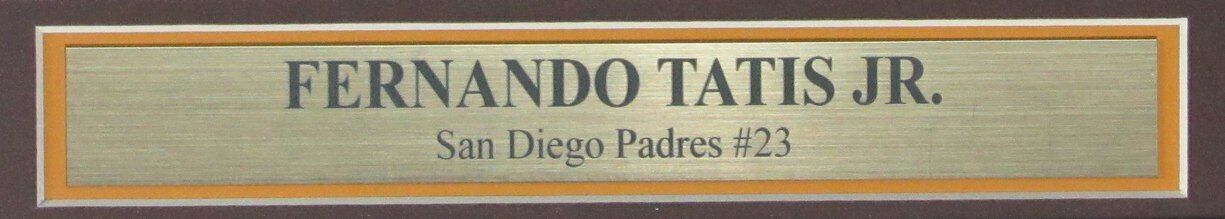 FERNANDO TATIS JR.
San Diego Padres #23